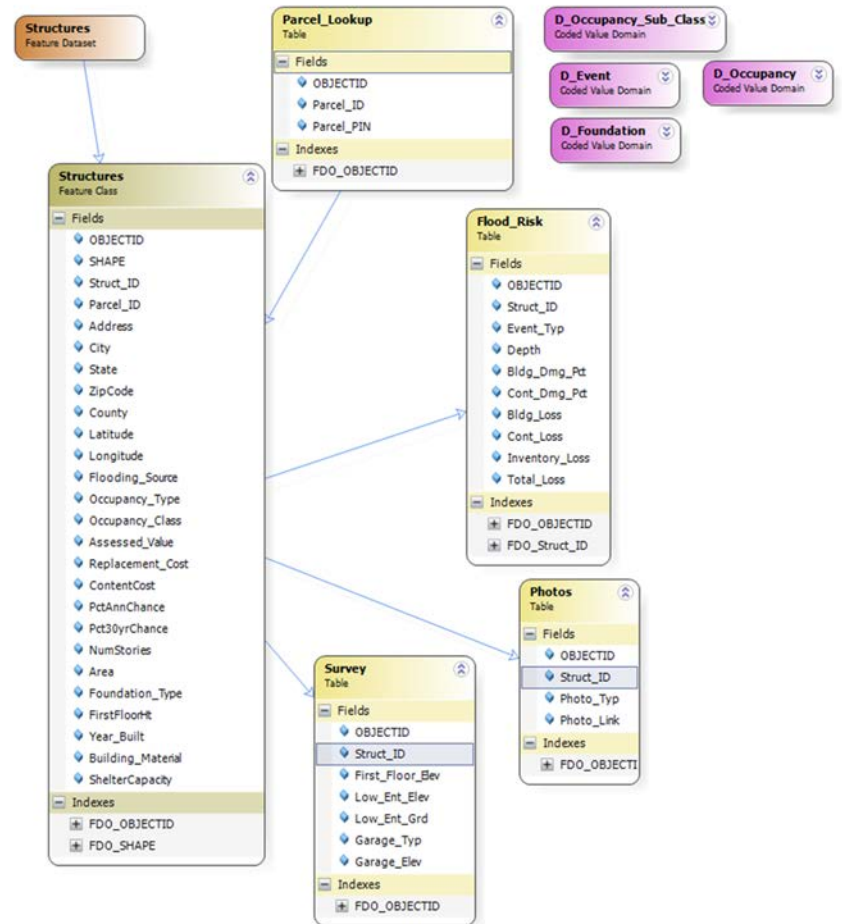 Structures
Feature Dataset
Parcel_Lookup
Table
Fields
OBJECTID
Parcel_ID
Parcel_PIN
Indexes
FDO_OBJECTID
D_Occupancy_Sub_Class
Coded Value Domain
D_Event
Coded Value Domain
D_Occupancy
Coded Value Domain
D_Foundation
Coded Value Domain
Structures
Feature Class
Fields
OBJECTID
SHAPE
Struct_ID
Parcel_ID
Address
City
State
ZipCode
County
Latitude
Longitude
Flooding_Source
Occupancy_Type
Occupancy_Class
Assessed_Value
Replacement_Cost
ContentCost
PctAnnChance
Pct30yrChance
NumStories
Area
Foundation_Type
FirstFloorHt
Year_Built
Building_Material
ShelterCapacity
Indexes
FDO_OBJECTID
FDO_SHAPE
Flood_Risk
Table
Fields
OBJECTID
Struct_ID
Event_Typ
Depth
Bldg_Dmg_Pct
Cont_Dmg_Pct
Bldg_Loss
Cont_Loss
Inventory_Loss
Total_Loss
Indexes
FDO_OBJECTID
FDO_Struct_ID
Photos
Table
Fields
OBJECTID
Struct_ID
Photo_Typ
Photo_Link
Indexes
FDO_OBJECTI
Survey
Table
Fields
OBJECTID
Struct_ID
First_Floor_Elev
Low_Ent_Elev
Low_Ent_Grd
Garage_Typ
Garage_Elev
Indexes
FDO_OBJECTID